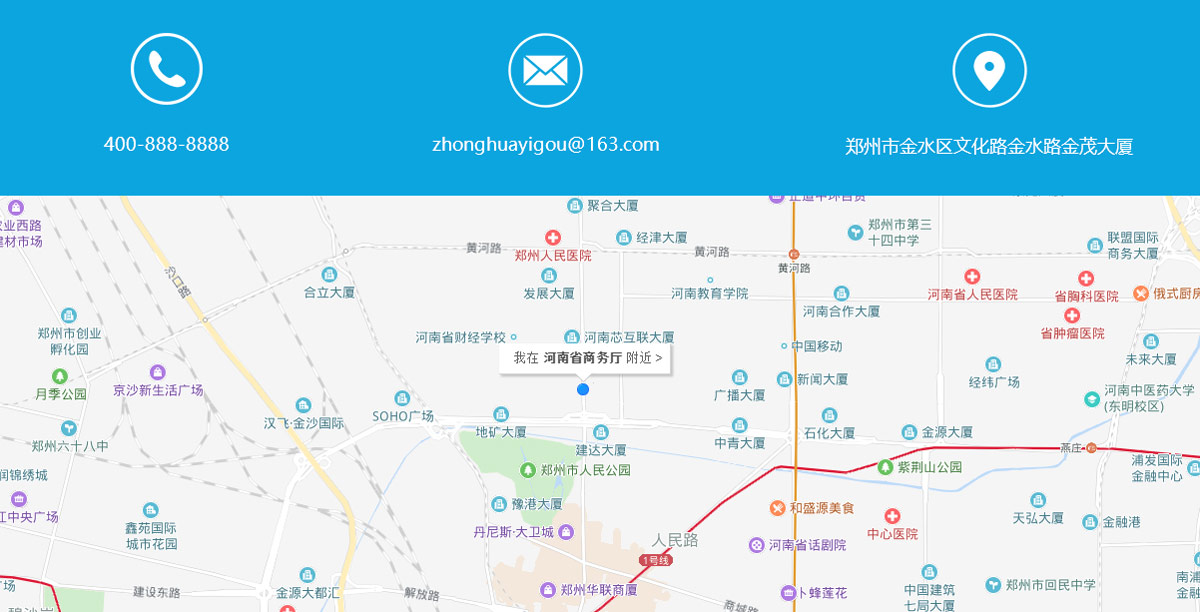 400-888-8888
zhonghuayigou@163.com
郑州市金水区文化路金水路金茂大厦
聚合大厦
郑州市第三
十四中学
联盟国际
商务大厦
经津大厦
黄河路
黄河路
黄河路
郑州人民医院
沙口路
合立大厦
发展大厦
河南教育学院
河南合作大厦
河南省人民医院
省胸科医院
俄式厨房
省肿瘤医院
郑州市创业
孵化园
河南省财经学校
河南芯互联大厦
中国移动
未来大厦
我在 河南省商务厅 附近 >
月季公园
京沙新生活广场
广播大厦
新闻大厦
经纬广场
河南中医药大学
(东明校区)
汉飞·金沙国际
SOHO广场
地矿大厦
建达大厦
中青大厦
石化大厦
金源大厦
燕庄
郑州六十八中
郑州市人民公园
紫荆山公园
浦发国际
金融中心
润锦绣城
江中央广场
鑫苑国际
城市花园
豫港大厦
丹尼斯·大卫城
人民路
1号线
和盛源美食
中心医院
河南省话剧院
天弘大厦
金融港
建设东路
金源大都汇
解放路
郑州华联商厦
商城路
卜蜂莲花
中国建筑
七局大厦
郑州市回民中学